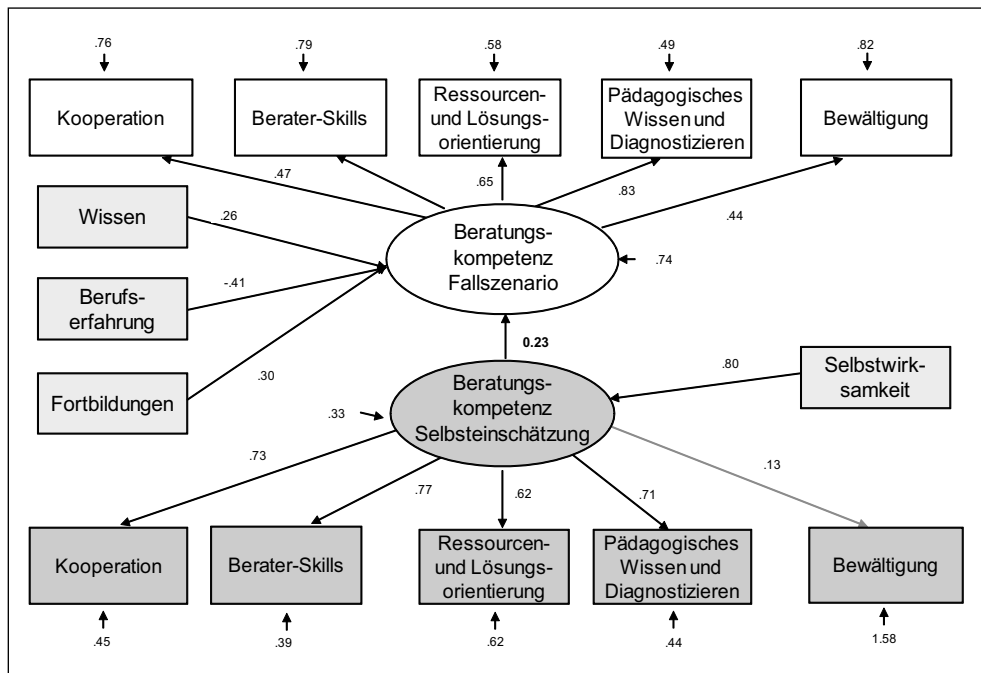 .76
.79
.58
.49
.82
Kooperation
Berater-Skills
Ressourcen-
und Lösungs-
orientierung
Pädagogisches
Wissen und
Diagnostizieren
Bewältigung
.47
.65
.83
.44
Wissen
.26
Beratungs-
kompetenz
Fallszenario
.74
Berufs-
erfahrung
-.41
0.23
Fortbildungen
.30
Beratungs-
kompetenz
Selbsteinschätzung
.80
Selbstwirk-
samkeit
.33
.73
.77
.62
.71
.13
Kooperation
Berater-Skills
Ressourcen-
und Lösungs-
orientierung
Pädagogisches
Wissen und
Diagnostizieren
Bewältigung
.45
.39
.62
.44
1.58